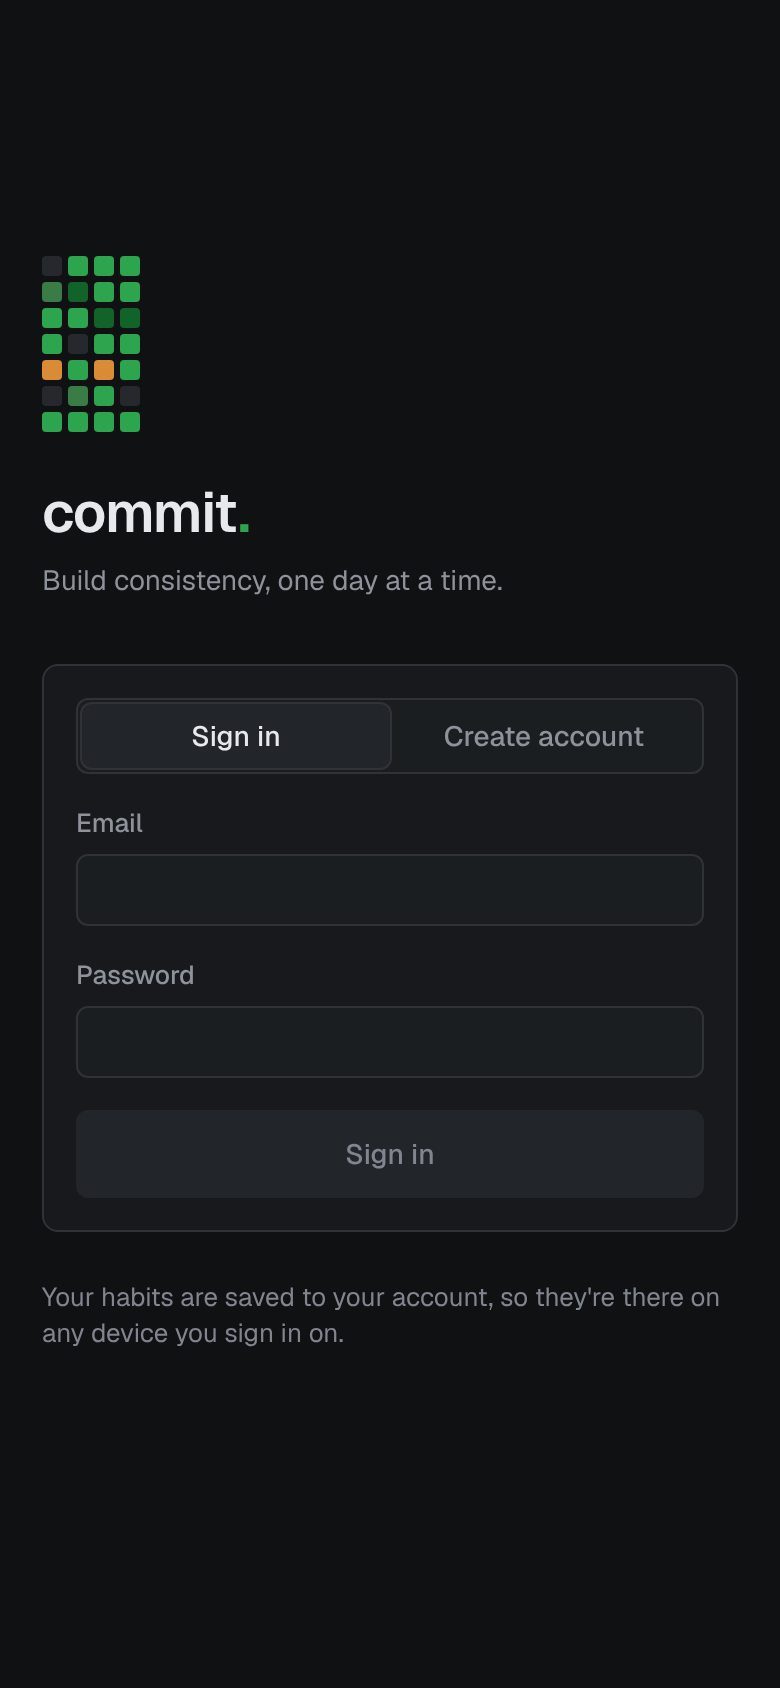 commit.
Build consistency, one day at a time.
Sign in
Create account
Email
Password
Sign in
Your habits are saved to your account, so they're there on
any device you sign in on.